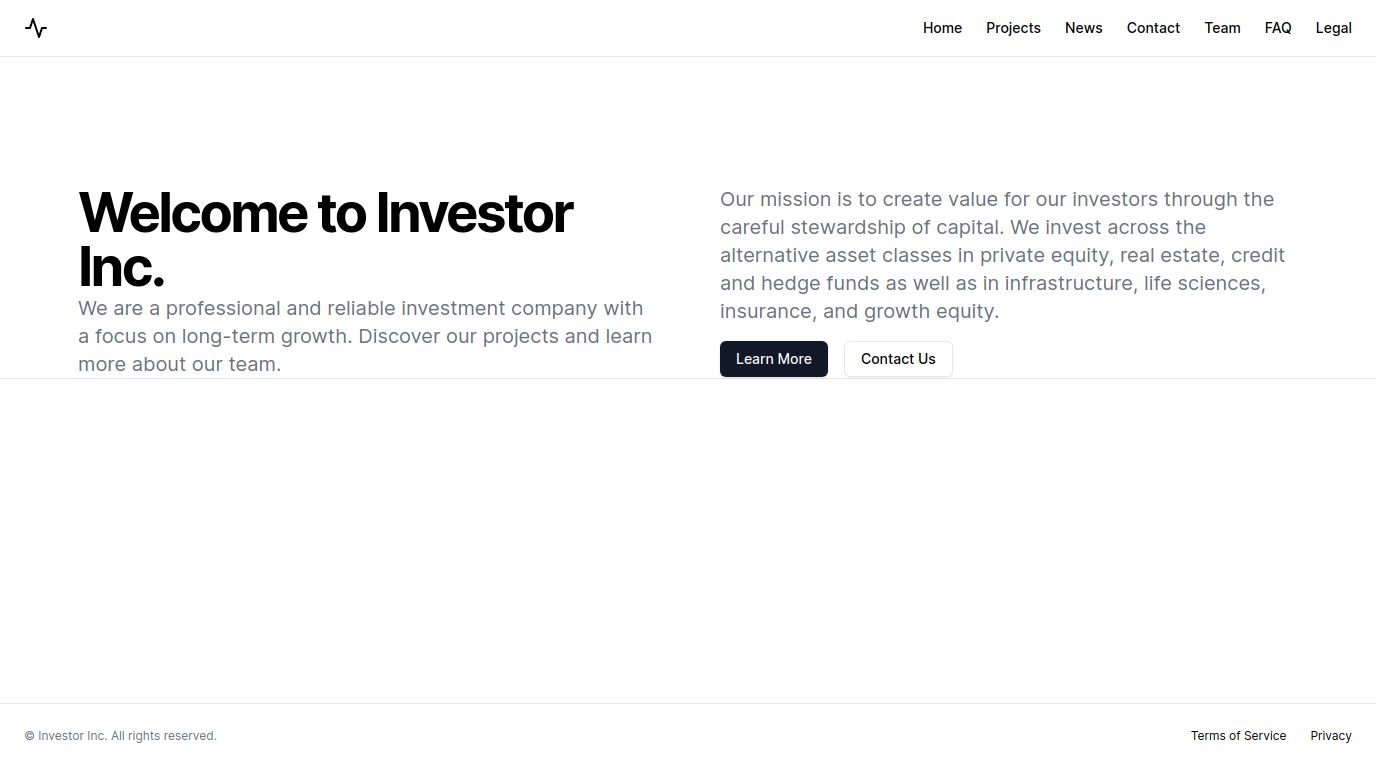 Home Projects News Contact Team FAQ Legal
Welcome to Investor
Inc.
We are a professional and reliable investment company with
a focus on long-term growth. Discover our projects and learn
more about our team.
Our mission is to create value for our investors through the
careful stewardship of capital. We invest across the
alternative asset classes in private equity, real estate, credit
and hedge funds as well as in infrastructure, life sciences,
insurance, and growth equity.
Learn More Contact Us
© Investor Inc. All rights reserved. Terms of Service Privacy